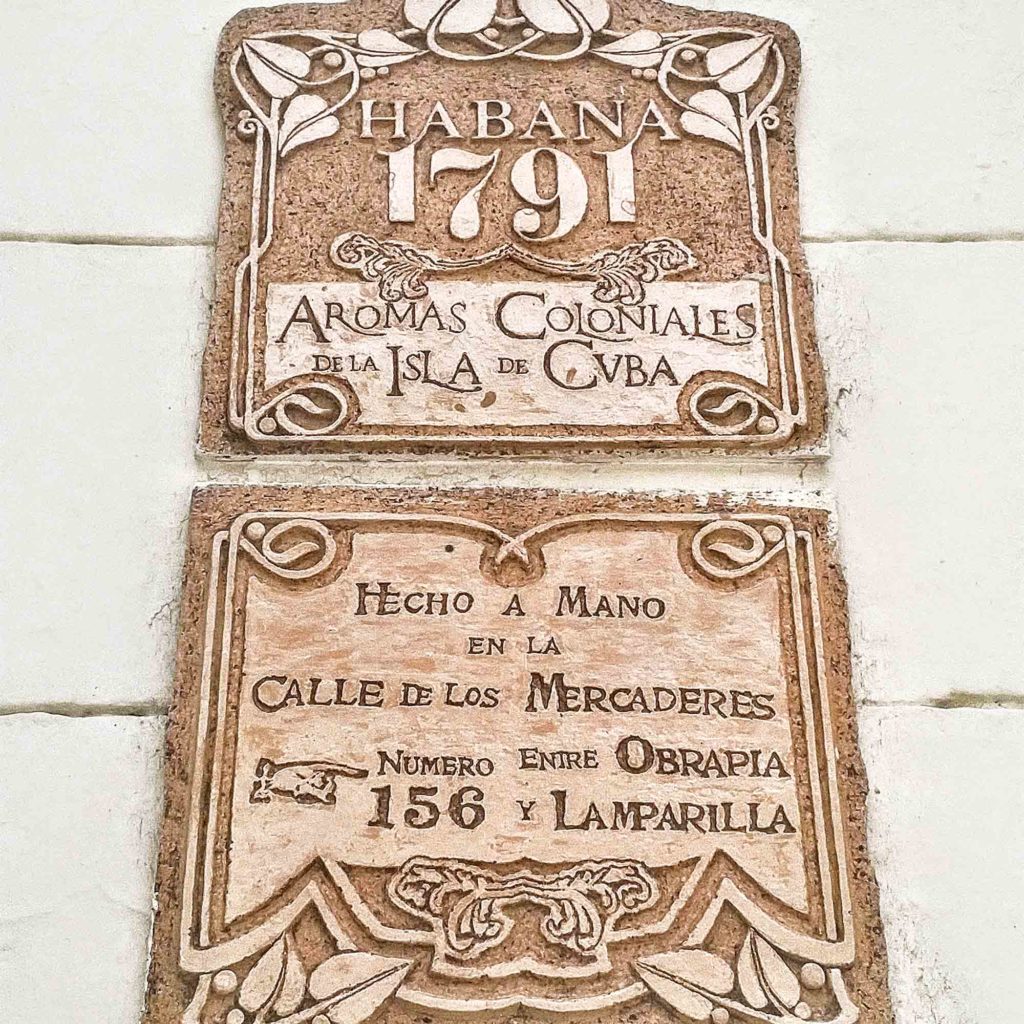 HABANA
1791
AROMAS COLONIALES
DE LA ISLA DE CVBA
HECHO A MANO
EN LA
CALLE DE LOS MERCADERES
NUMERO ENTRE OBRAPIA
156 Y LAMPARILLA